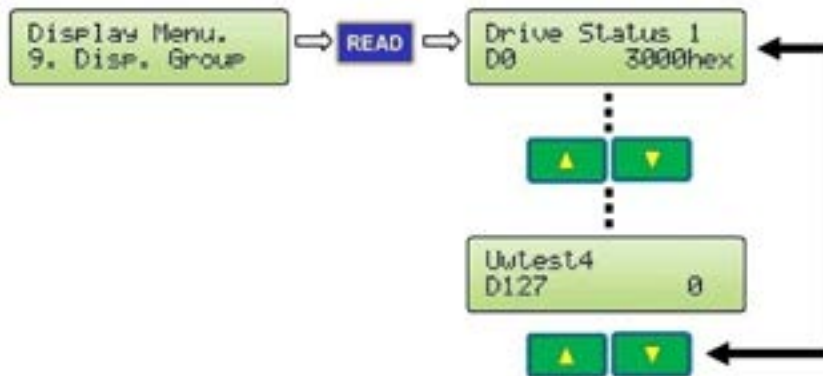 Display Menu.
9. Disp. Group
READ
Drive Status 1
D0 3000hex
Uwtest4
D127 0